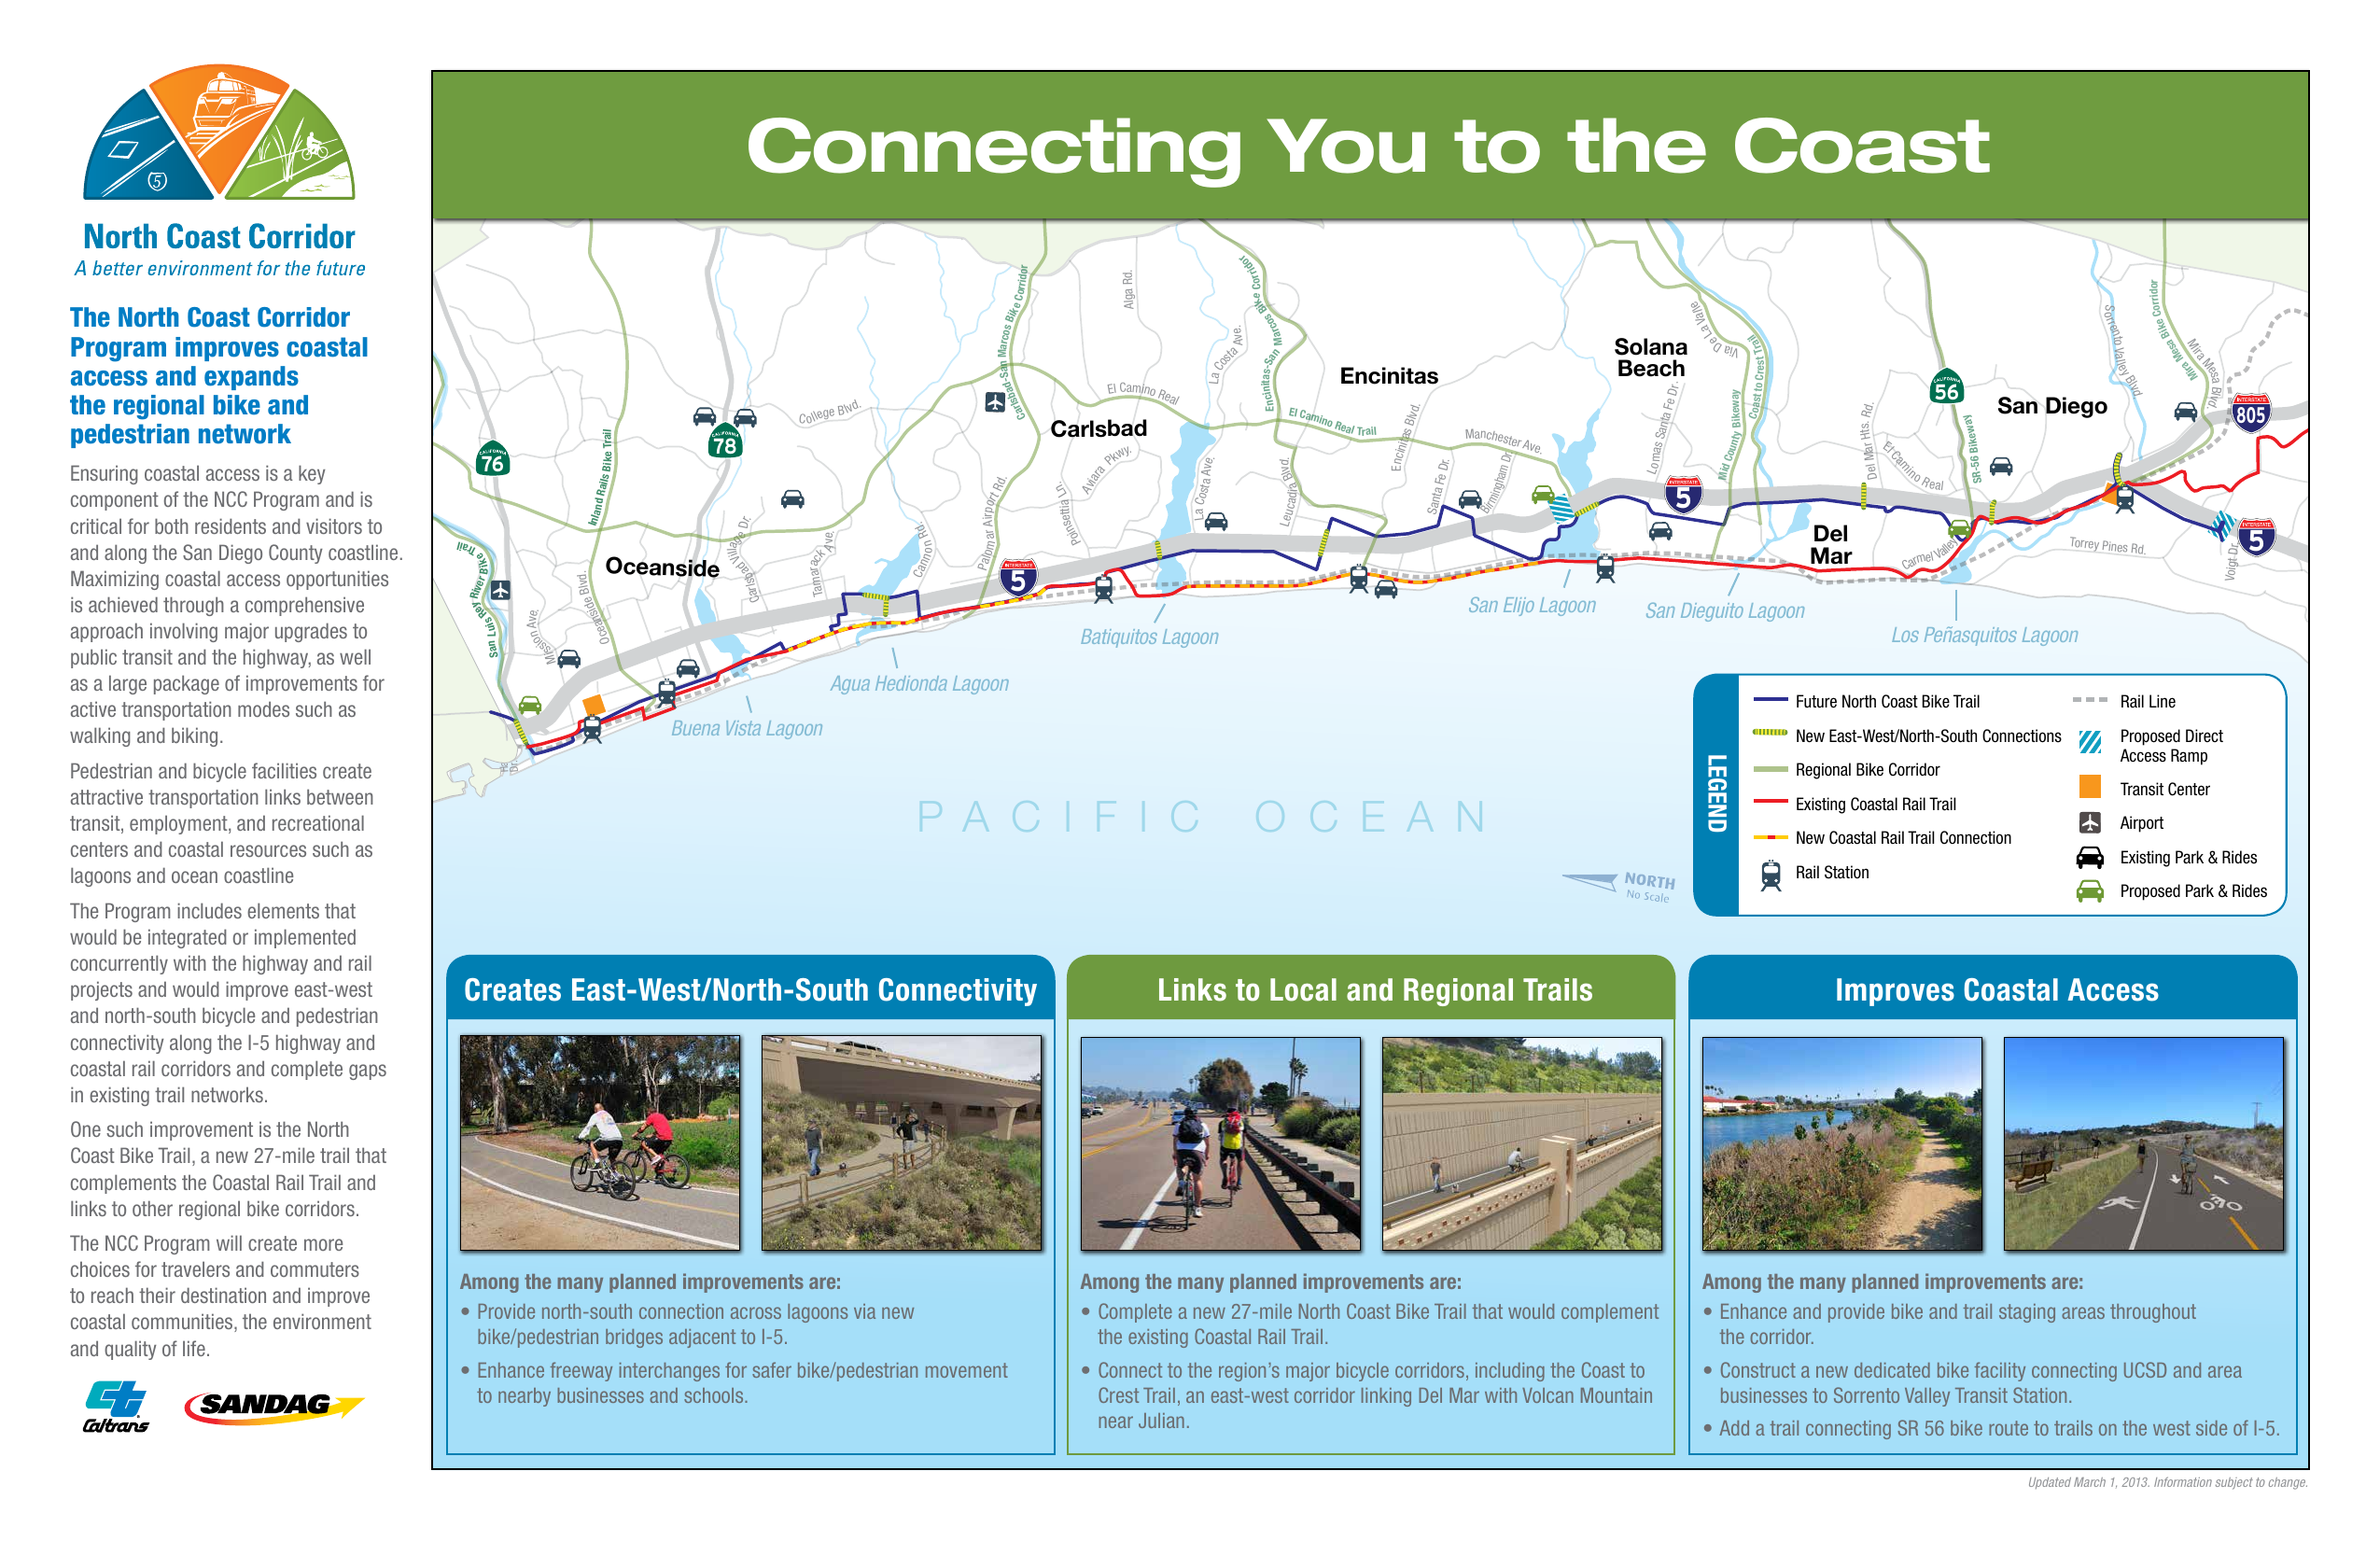 North Coast Corridor
A better environment for the future
The North Coast Corridor
Program improves coastal
access and expands
the regional bike and
pedestrian network
Ensuring coastal access is a key
component of the NCC Program and is
critical for both residents and visitors to
and along the San Diego County coastline.
Maximizing coastal access opportunities
is achieved through a comprehensive
approach involving major upgrades to
public transit and the highway, as well
as a large package of improvements for
active transportation modes such as
walking and biking.
Pedestrian and bicycle facilities create
attractive transportation links between
transit, employment, and recreational
centers and coastal resources such as
lagoons and ocean coastline
The Program includes elements that
would be integrated or implemented
concurrently with the highway and rail
projects and would improve east-west
and north-south bicycle and pedestrian
connectivity along the I-5 highway and
coastal rail corridors and complete gaps
in existing trail networks.
One such improvement is the North
Coast Bike Trail, a new 27-mile trail that
complements the Coastal Rail Trail and
links to other regional bike corridors.
The NCC Program will create more
choices for travelers and commuters
to reach their destination and improve
coastal communities, the environment
and quality of life.
Caltrans
SANDAG
Connecting You to the Coast
San Luis Rey River Bike Trail
CALIFORNIA
76
Mission Ave.
Oceanside Blvd.
Inland Rails Bike Trail
Oceanside
CALIFORNIA
78
Carlsbad Village Dr.
Tamarack Ave.
College Blvd.
Cannon Rd.
Palomar Airport Rd.
Carlsbad-San Marcos Bike Corridor
INTERSTATE
5
Carlsbad
Poinsettia Ln.
Aviara Pkwy.
Alga Rd.
El Camino Real
La Costa Ave.
La Costa Ave.
Encinitas-San Marcos Bike Corridor
El Camino Real Trail
Leucadia Blvd.
Encinitas
Encinitas Blvd.
Santa Fe Dr.
Birmingham Dr.
Manchester Ave.
Solana
Beach
Lomas Santa Fe Dr.
INTERSTATE
5
Via De La Valle
Mid County Bikeway
Coast to Crest Trail
Del
Mar
Del Mar Hts. Rd.
El Camino Real
Carmel Valley
CALIFORNIA
56
SR-56 Bikeway
San Diego
Sorrento Valley Blvd
Mira Mesa Bike Corridor
Mira Mesa Blvd
INTERSTATE
805
INTERSTATE
5
Torrey Pines Rd.
Voigt Dr.
Buena Vista Lagoon
Agua Hedionda Lagoon
Batiquitos Lagoon
San Elijo Lagoon
San Dieguito Lagoon
Los Peñasquitos Lagoon
PACIFIC OCEAN
NORTH
No Scale
LEGEND
Future North Coast Bike Trail
New East-West/North-South Connections
Regional Bike Corridor
Existing Coastal Rail Trail
New Coastal Rail Trail Connection
Rail Station
Rail Line
Proposed Direct
Access Ramp
Transit Center
Airport
Existing Park & Rides
Proposed Park & Rides
Creates East-West/North-South Connectivity
Among the many planned improvements are:
• Provide north-south connection across lagoons via new
bike/pedestrian bridges adjacent to I-5.
• Enhance freeway interchanges for safer bike/pedestrian movement
to nearby businesses and schools.
Links to Local and Regional Trails
Among the many planned improvements are:
• Complete a new 27-mile North Coast Bike Trail that would complement
the existing Coastal Rail Trail.
• Connect to the region's major bicycle corridors, including the Coast to
Crest Trail, an east-west corridor linking Del Mar with Volcan Mountain
near Julian.
Improves Coastal Access
Among the many planned improvements are:
• Enhance and provide bike and trail staging areas throughout
the corridor.
• Construct a new dedicated bike facility connecting UCSD and area
businesses to Sorrento Valley Transit Station.
• Add a trail connecting SR 56 bike route to trails on the west side of I-5.
Updated March 1, 2013. Information subject to change.